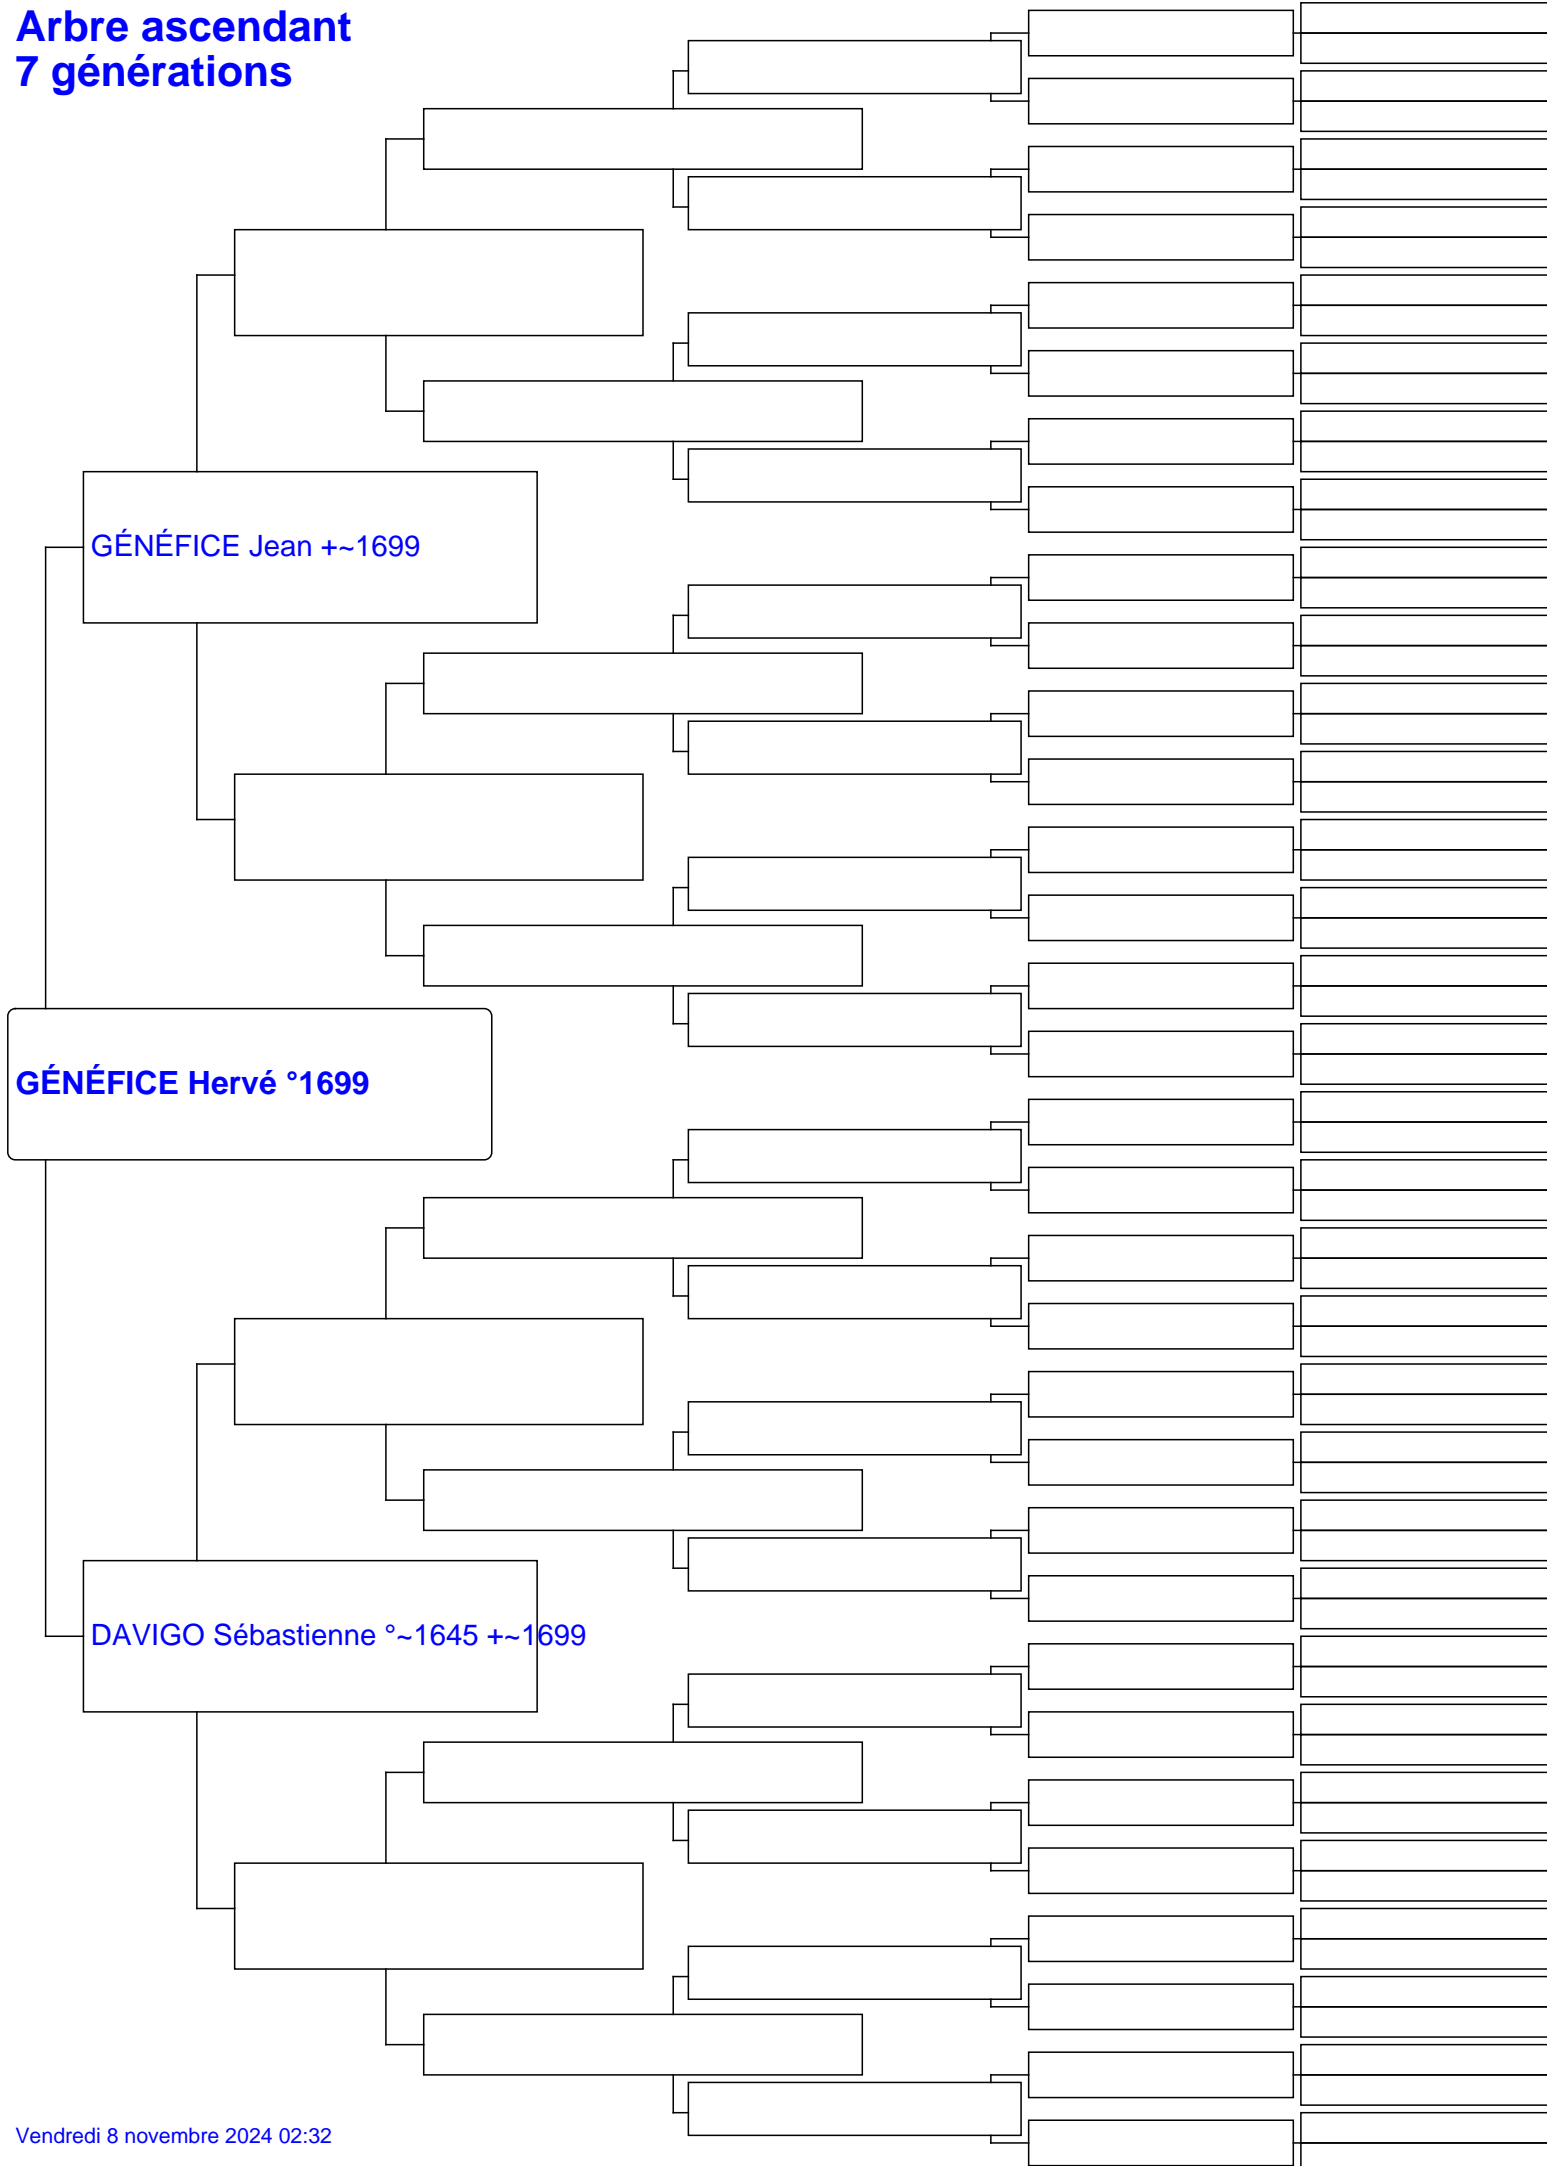 Arbre ascendant
7 générations
GÉNÉFICE Jean +~1699
GÉNÉFICE Hervé °1699
DAVIGO Sébastienne °~1645 +~1699
Vendredi 8 novembre 2024 02:32